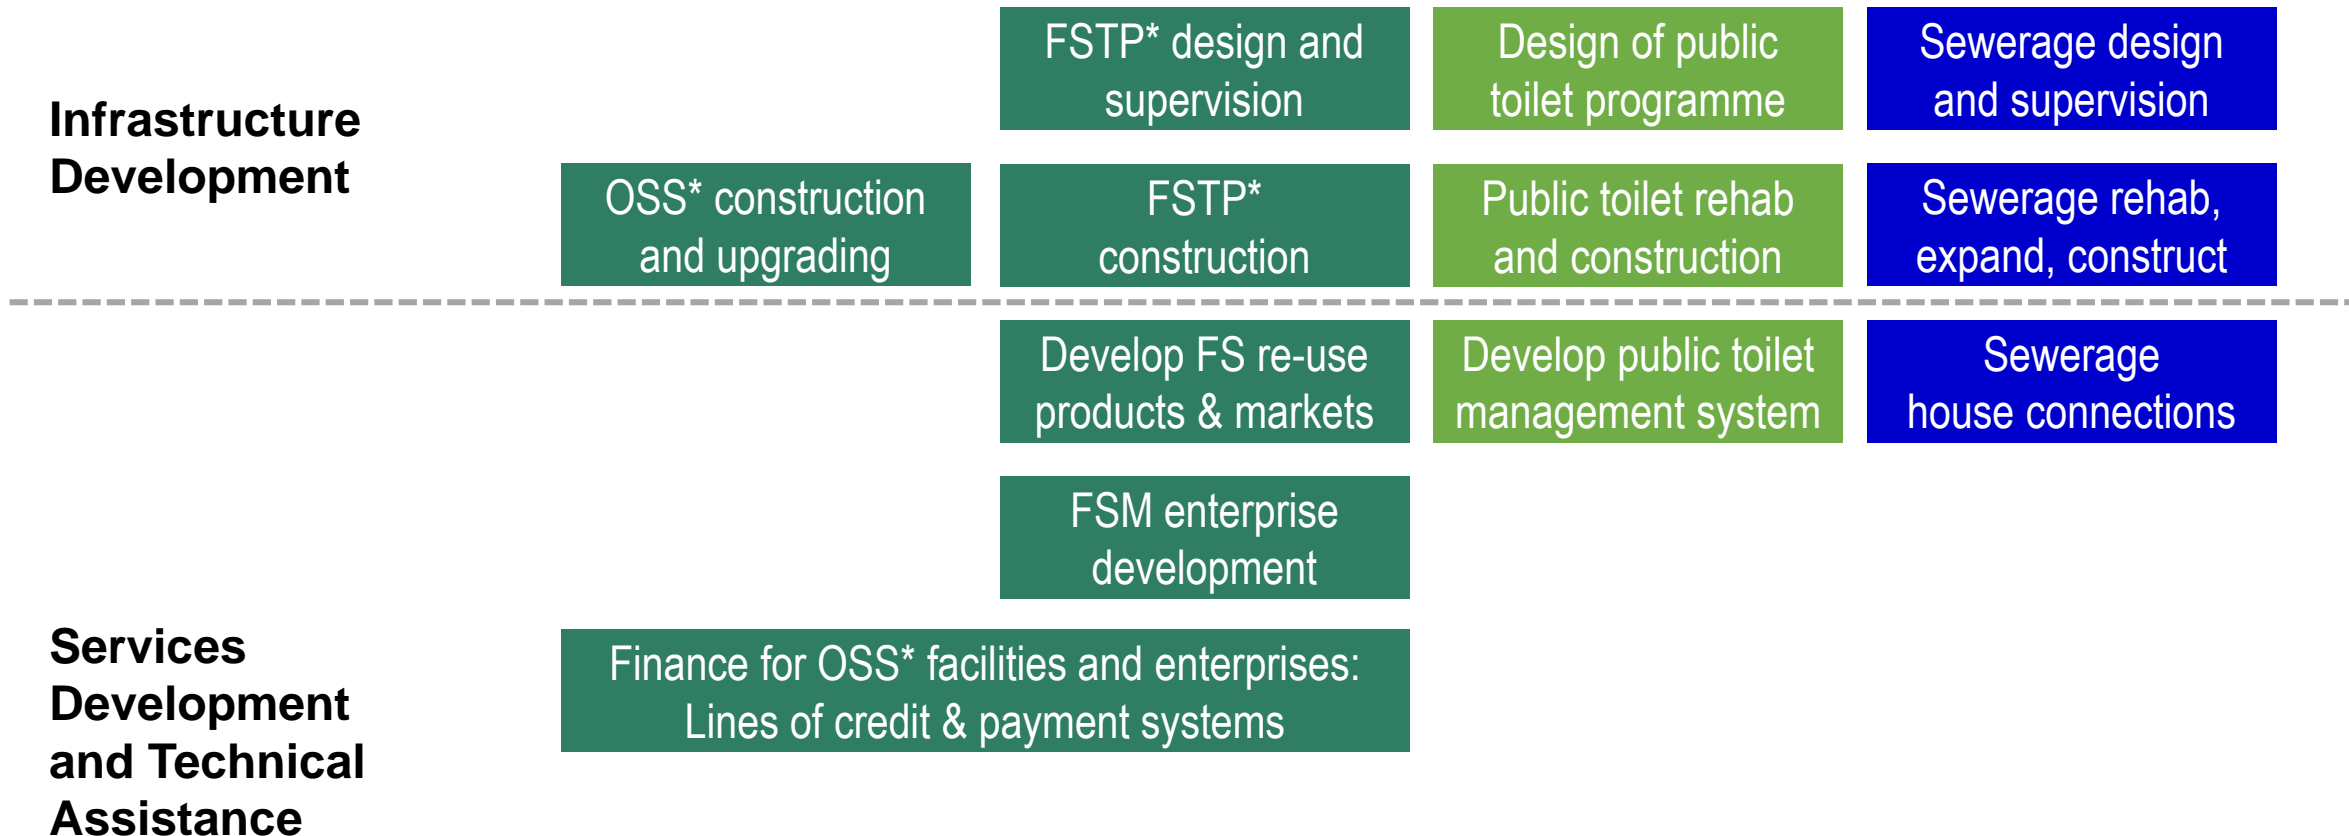 Infrastructure
Development
FSTP* design and
supervision
Design of public
toilet programme
Sewerage design
and supervision
OSS* construction
and upgrading
FSTP*
construction
Public toilet rehab
and construction
Sewerage rehab,
expand, construct
Develop FS re-use
products & markets
Develop public toilet
management system
Sewerage
house connections
FSM enterprise
development
Services
Development
and Technical
Assistance
Finance for OSS* facilities and enterprises:
Lines of credit & payment systems